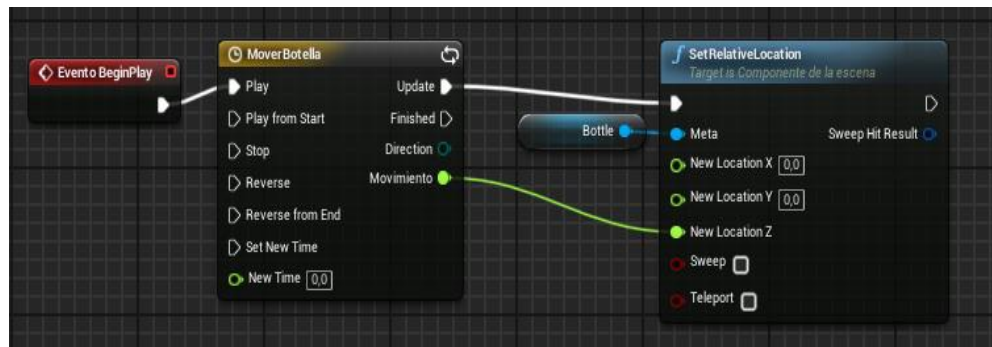 Evento BeginPlay
MoverBotella
Play
Update
Play from Start
Finished
Stop
Direction
Reverse
Movimiento
Reverse from End
Set New Time
New Time 0,0
Bottle
SetRelativeLocation
Target is Componente de la escena
Meta
Sweep Hit Result
New Location X 0,0
New Location Y 0,0
New Location Z
Sweep
Teleport